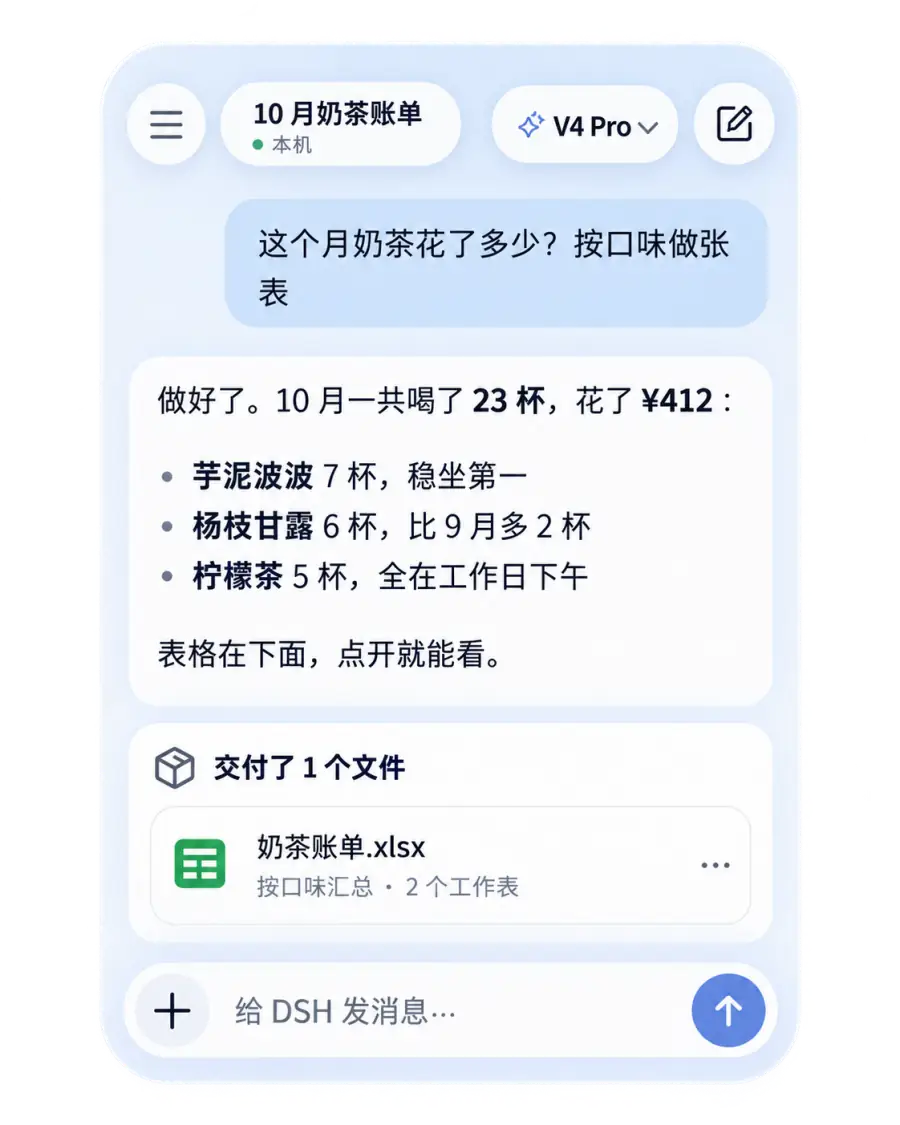 10 月奶茶账单
本机
V4 Pro
这个月奶茶花了多少？按口味做张
表
做好了。10 月一共喝了 23 杯，花了 ¥412：
芋泥波波 7 杯，稳坐第一
杨枝甘露 6 杯，比 9 月多 2 杯
柠檬茶 5 杯，全在工作日下午
表格在下面，点开就能看。
交付了 1 个文件
奶茶账单.xlsx
按口味汇总 · 2 个工作表
给 DSH 发消息…